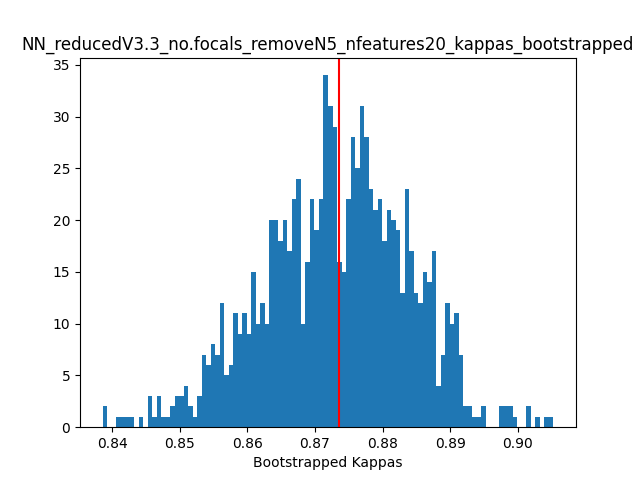 NN_reducedV3.3_no.focals_removeN5_nfeatures20_kappas_bootstrapped
35
30
25
20
15
10
5
0
0.84 0.85 0.86 0.87 0.88 0.89 0.90
Bootstrapped Kappas